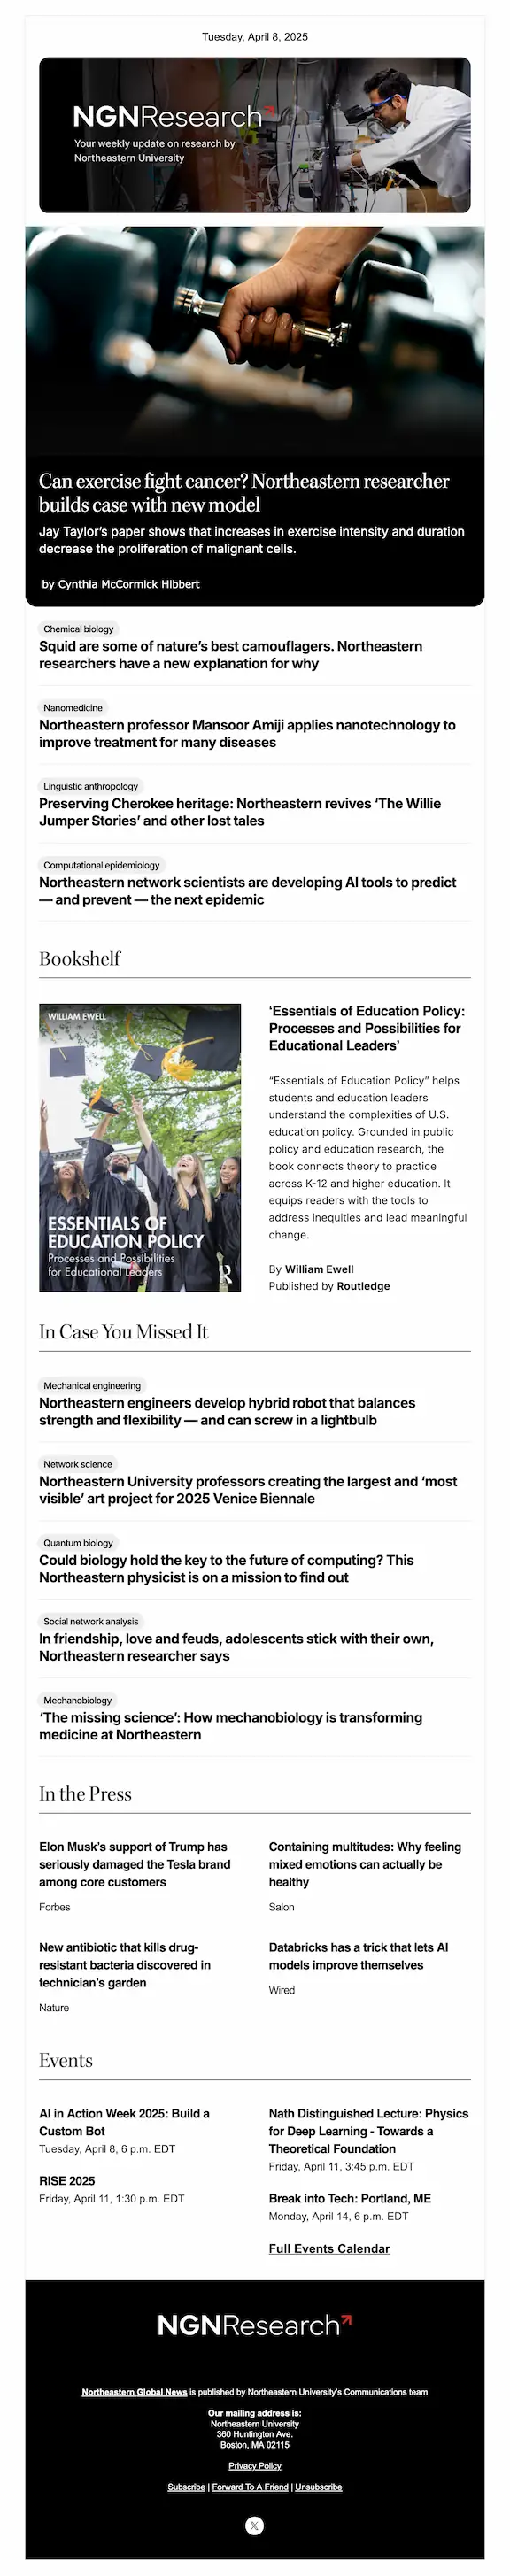 Tuesday, April 8, 2025
NGNResearch
Your weekly update on research by
Northeastern University
Can exercise fight cancer? Northeastern researcher
builds case with new model
Jay Taylor’s paper shows that increases in exercise intensity and duration
decrease the proliferation of malignant cells.
by Cynthia McCormick Hibbert
Chemical biology
Squid are some of nature’s best camouflagers. Northeastern
researchers have a new explanation for why
Nanomedicine
Northeastern professor Mansoor Amiji applies nanotechnology to
improve treatment for many diseases
Linguistic anthropology
Preserving Cherokee heritage: Northeastern revives ‘The Willie
Jumper Stories’ and other lost tales
Computational epidemiology
Northeastern network scientists are developing AI tools to predict
— and prevent — the next epidemic
Bookshelf
WILLIAM EWELL
ESSENTIALS OF
EDUCATION POLICY
Processes and Possibilities
for Educational Leaders
R
‘Essentials of Education Policy:
Processes and Possibilities for
Educational Leaders’
“Essentials of Education Policy” helps
students and education leaders
understand the complexities of U.S.
education policy. Grounded in public
policy and education research, the
book connects theory to practice
across K-12 and higher education. It
equips readers with the tools to
address inequities and lead meaningful
change.
By William Ewell
Published by Routledge
In Case You Missed It
Mechanical engineering
Northeastern engineers develop hybrid robot that balances
strength and flexibility — and can screw in a lightbulb
Network science
Northeastern University professors creating the largest and ‘most
visible’ art project for 2025 Venice Biennale
Quantum biology
Could biology hold the key to the future of computing? This
Northeastern physicist is on a mission to find out
Social network analysis
In friendship, love and feuds, adolescents stick with their own,
Northeastern researcher says
Mechanobiology
‘The missing science’: How mechanobiology is transforming
medicine at Northeastern
In the Press
Elon Musk’s support of Trump has
seriously damaged the Tesla brand
among core customers
Forbes
Containing multitudes: Why feeling
mixed emotions can actually be
healthy
Salon
New antibiotic that kills drug-
resistant bacteria discovered in
technician’s garden
Nature
Databricks has a trick that lets AI
models improve themselves
Wired
Events
AI in Action Week 2025: Build a
Custom Bot
Tuesday, April 8, 6 p.m. EDT
RISE 2025
Friday, April 11, 1:30 p.m. EDT
Nath Distinguished Lecture: Physics
for Deep Learning - Towards a
Theoretical Foundation
Friday, April 11, 3:45 p.m. EDT
Break into Tech: Portland, ME
Monday, April 14, 6 p.m. EDT
Full Events Calendar
NGNResearch
Northeastern Global News is published by Northeastern University's Communications team
Our mailing address is:
Northeastern University
360 Huntington Ave.
Boston, MA 02115
Privacy Policy
Subscribe | Forward To A Friend | Unsubscribe